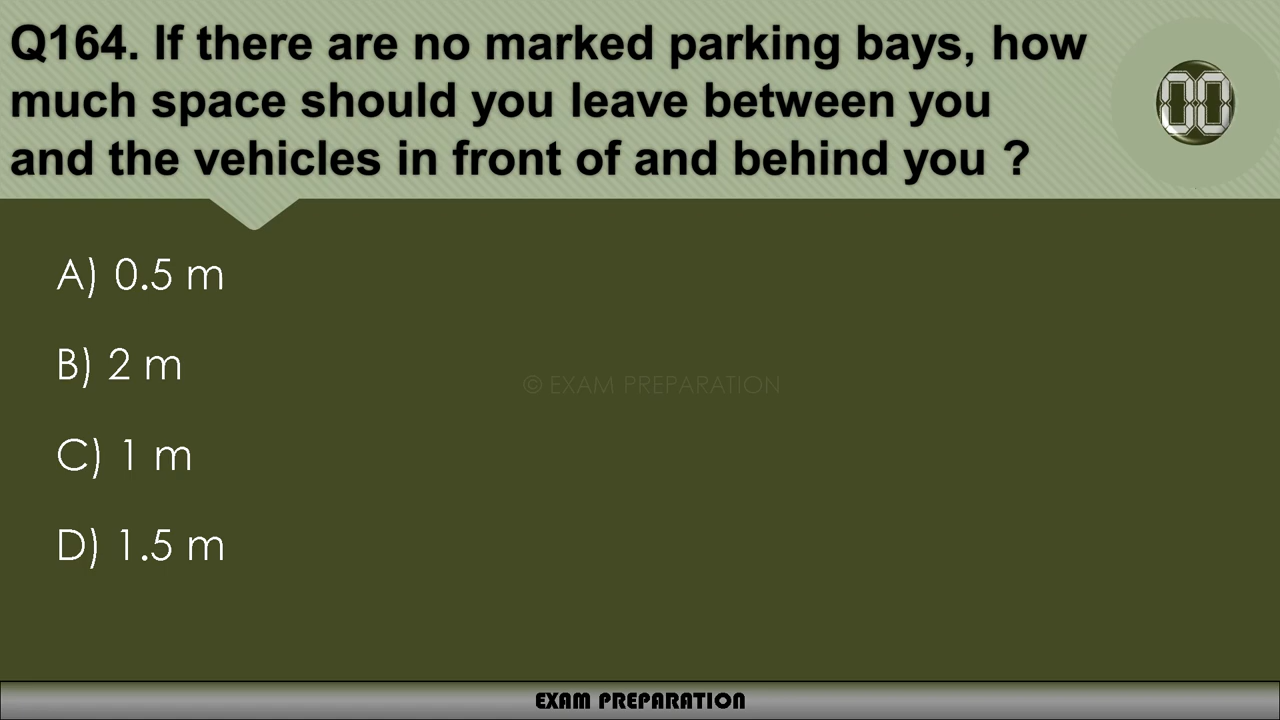 Q164. If there are no marked parking bays, how
much space should you leave between you
and the vehicles in front of and behind you ?
00
A) 0.5 m
B) 2 m
© EXAM PREPARATION
C) 1 m
D) 1.5 m
EXAM PREPARATION